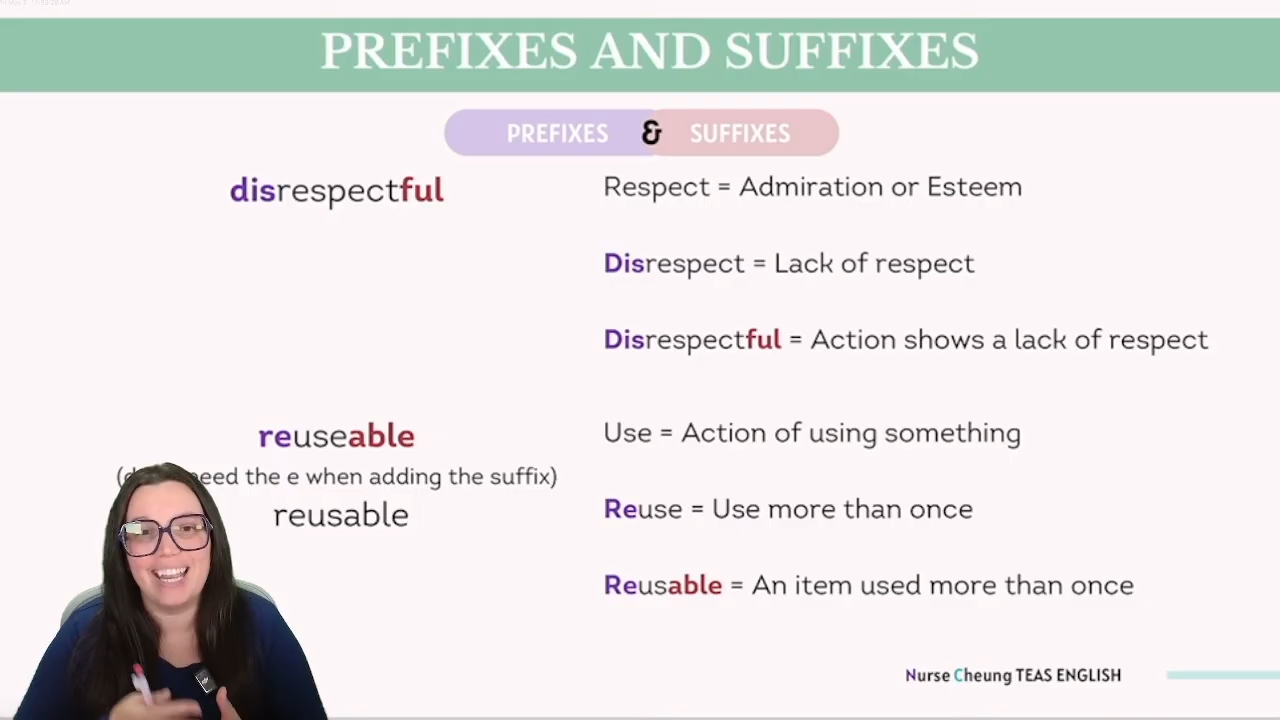 PREFIXES AND SUFFIXES
PREFIXES & SUFFIXES
disrespectful
Respect = Admiration or Esteem
Disrespect = Lack of respect
Disrespectful = Action shows a lack of respect
reuseable
(d need the e when adding the suffix)
reusable
Use = Action of using something
Reuse = Use more than once
Reusable = An item used more than once
Nurse Cheung TEAS ENGLISH